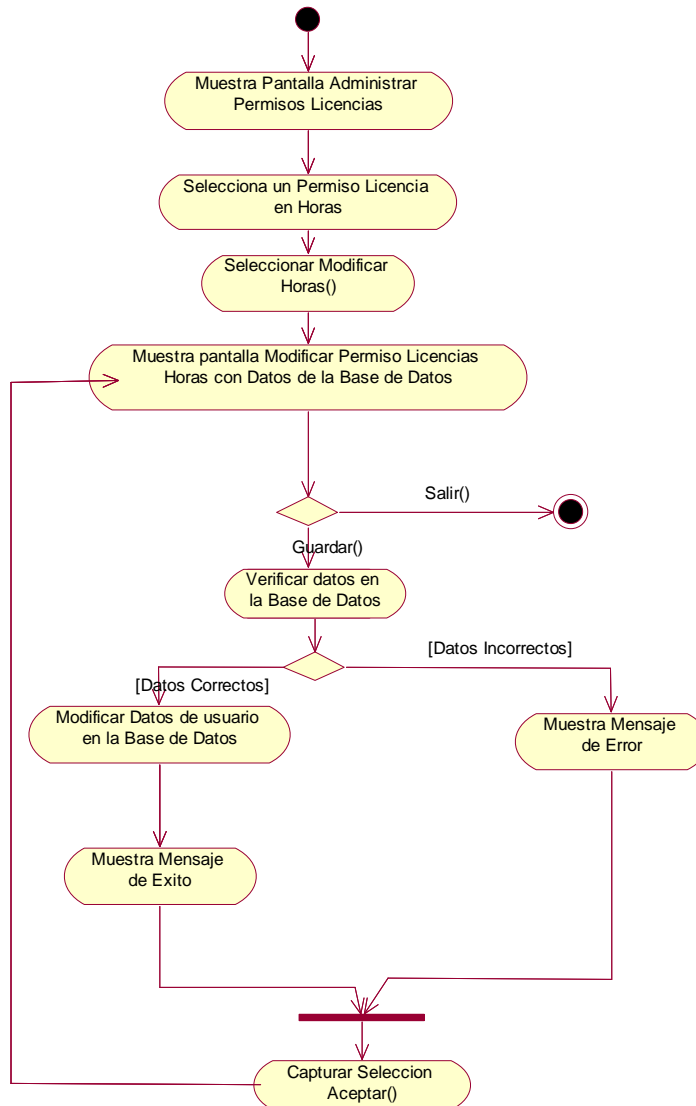 Muestra Pantalla Administrar
Permisos Licencias
Selecciona un Permiso Licencia
en Horas
Seleccionar Modificar
Horas()
Muestra pantalla Modificar Permiso Licencias
Horas con Datos de la Base de Datos
Salir()
Guardar()
Verificar datos en
la Base de Datos
[Datos Incorrectos]
[Datos Correctos]
Modificar Datos de usuario
en la Base de Datos
Muestra Mensaje
de Error
Muestra Mensaje
de Exito
Capturar Seleccion
Aceptar()